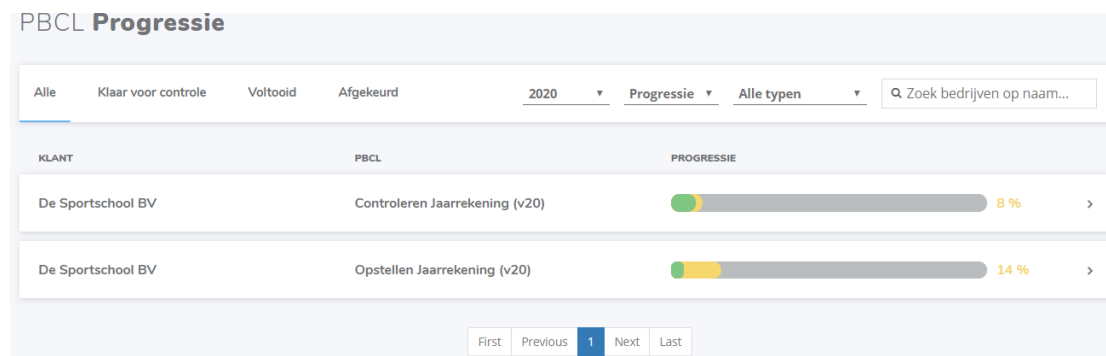 PBCL Progressie
Alle Klaar voor controle Voltooid Afgekeurd 2020 Progressie Alle typen Zoek bedrijven op naam...
KLANT PBCL PROGRESSIE
De Sportschool BV Controleren Jaarrekening (v20) 8 %
De Sportschool BV Opstellen Jaarrekening (v20) 14 %
First Previous 1 Next Last